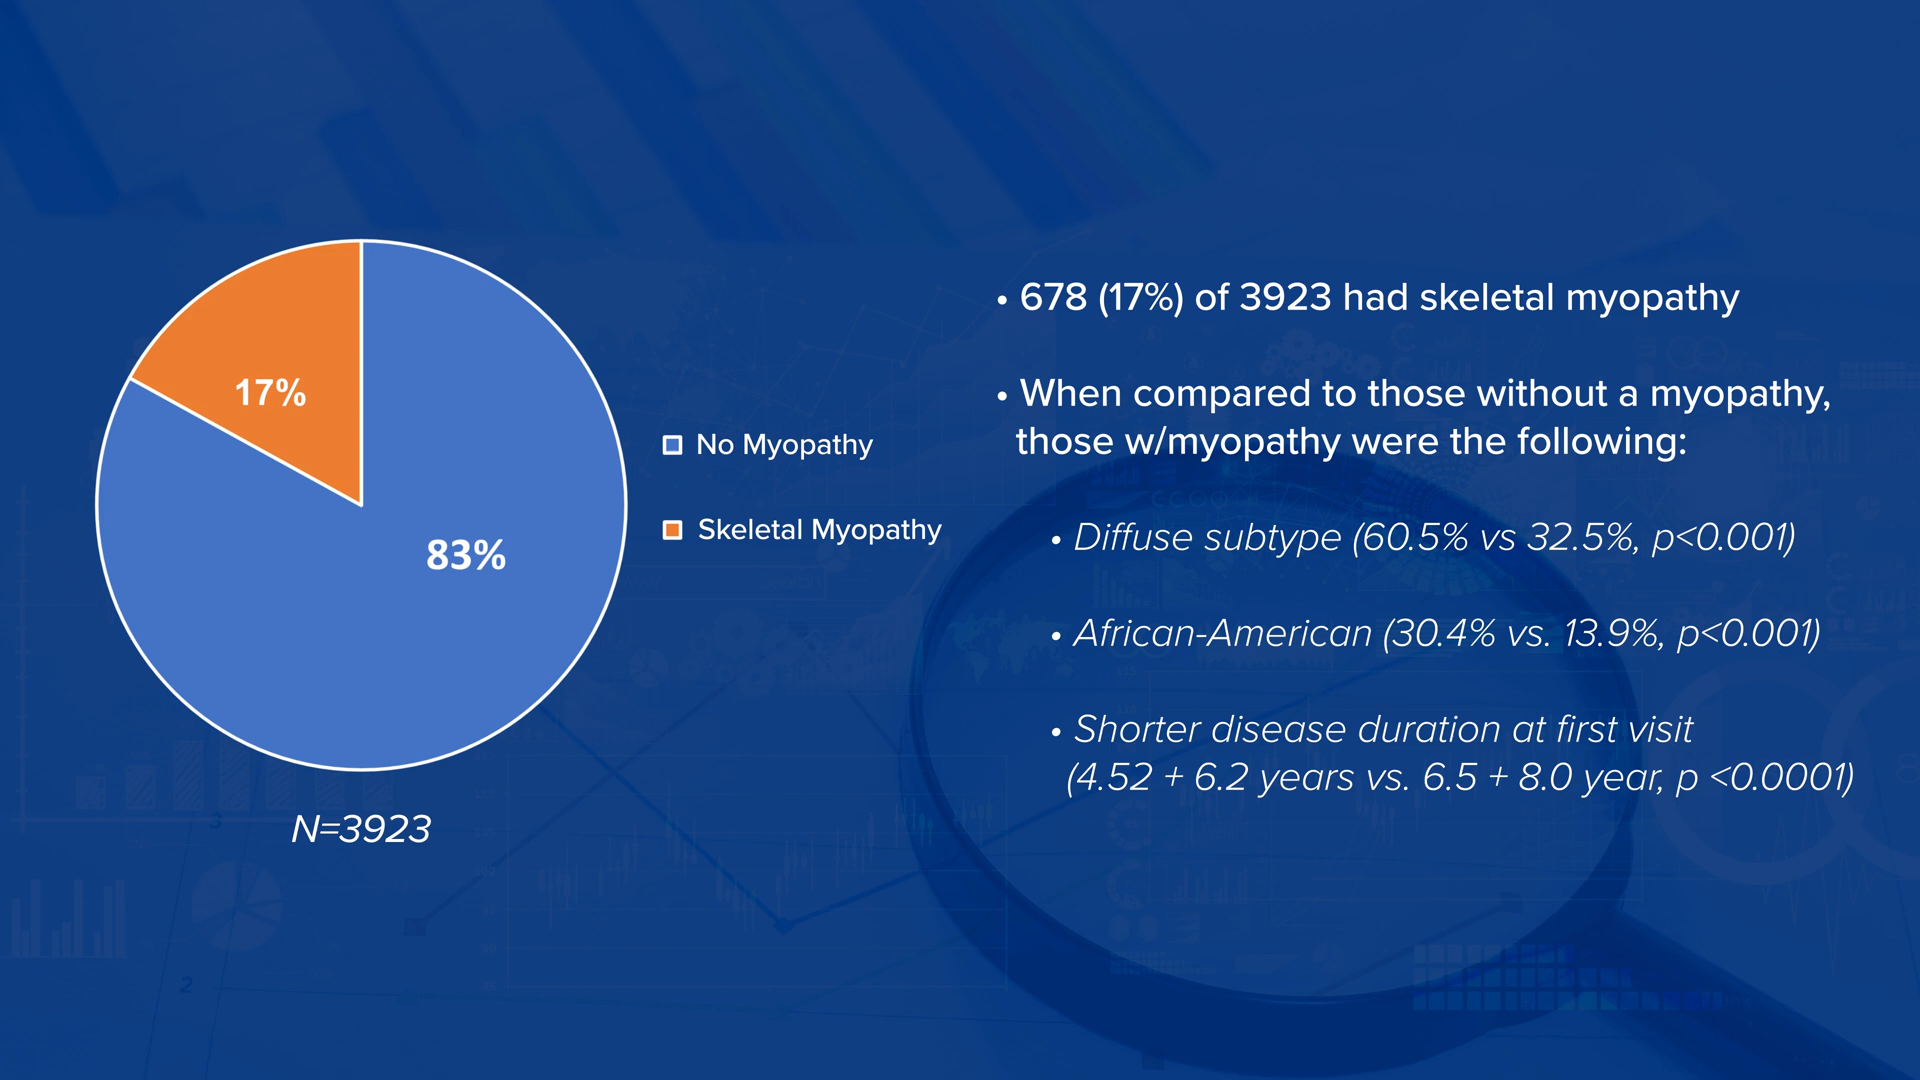 17%
83%
No Myopathy
Skeletal Myopathy
N=3923
• 678 (17%) of 3923 had skeletal myopathy
• When compared to those without a myopathy,
those w/myopathy were the following:
• Diffuse subtype (60.5% vs 32.5%, p<0.001)
• African-American (30.4% vs. 13.9%, p<0.001)
• Shorter disease duration at first visit
(4.52 + 6.2 years vs. 6.5 + 8.0 year, p <0.0001)
3
2